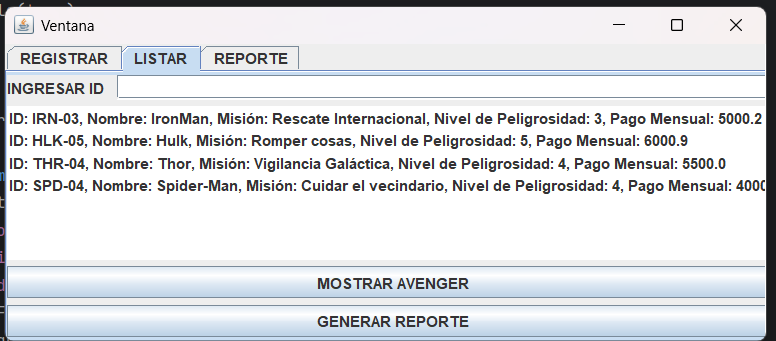 Ventana
REGISTRAR LISTAR REPORTE
INGRESAR ID
ID: IRN-03, Nombre: IronMan, Misión: Rescate Internacional, Nivel de Peligrosidad: 3, Pago Mensual: 5000.2
ID: HLK-05, Nombre: Hulk, Misión: Romper cosas, Nivel de Peligrosidad: 5, Pago Mensual: 6000.9
ID: THR-04, Nombre: Thor, Misión: Vigilancia Galáctica, Nivel de Peligrosidad: 4, Pago Mensual: 5500.0
ID: SPD-04, Nombre: Spider-Man, Misión: Cuidar el vecindario, Nivel de Peligrosidad: 4, Pago Mensual: 4000
MOSTRAR AVENGER
GENERAR REPORTE